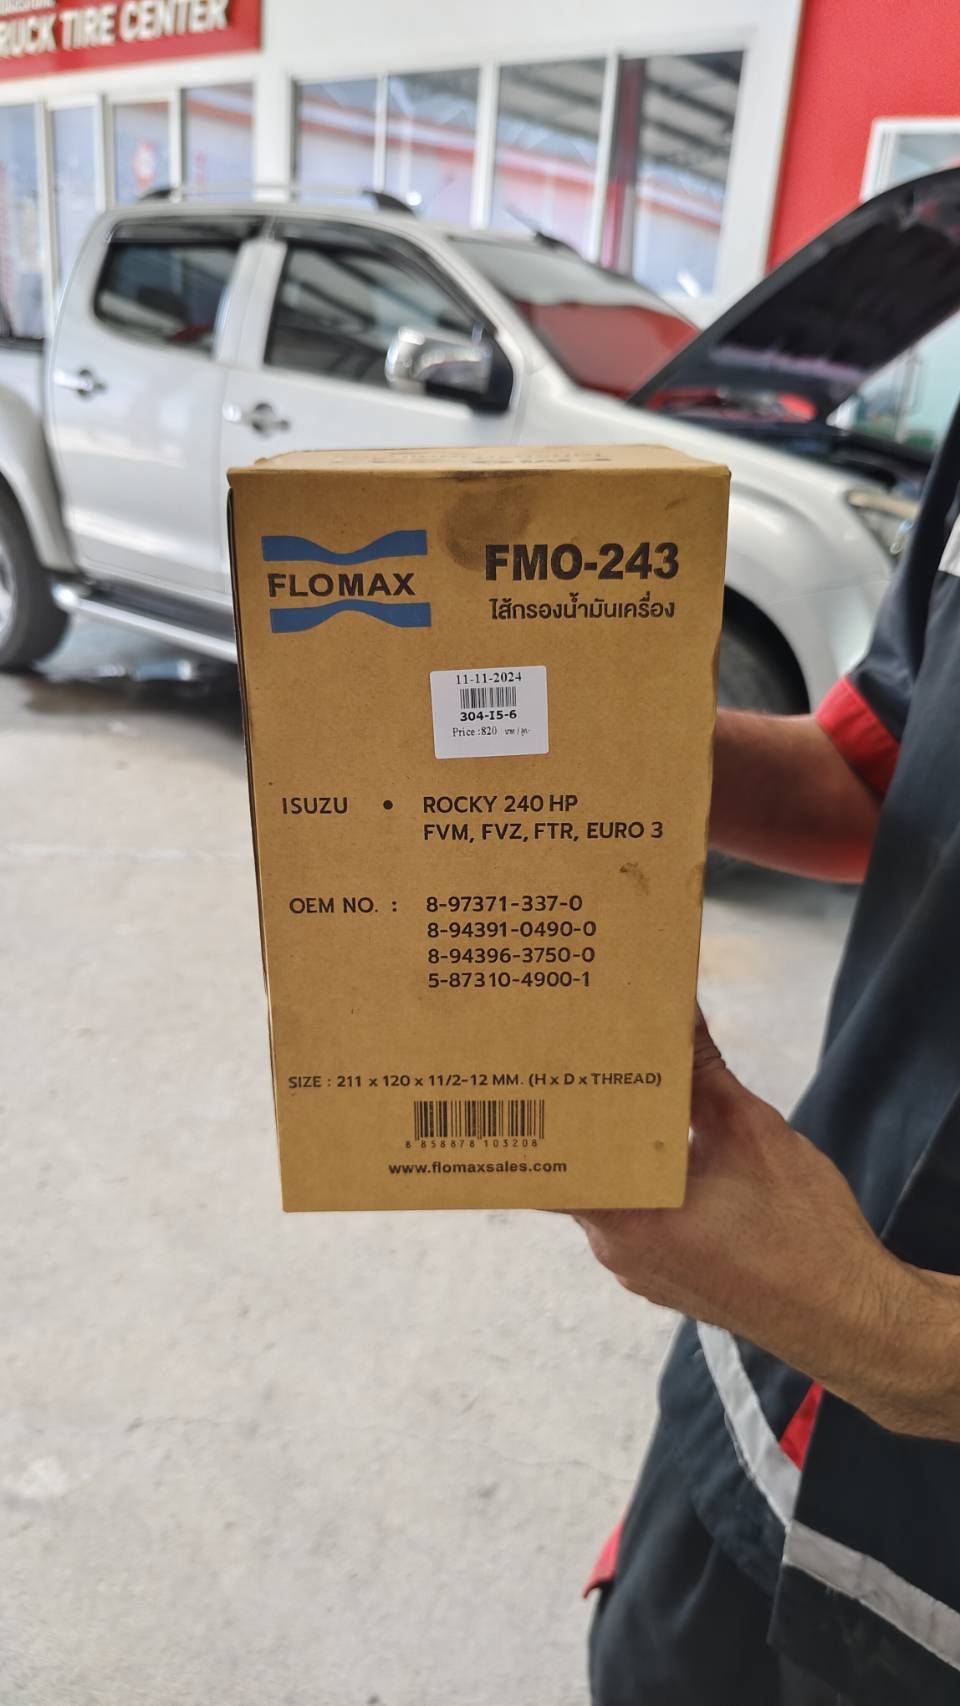 TRUCK TIRE CENTER
FLOMAX
FMO-243
ไส้กรองน้ำมันเครื่อง
11-11-2024
304-I5-6
Price :820 บาท / ลูก
ISUZU • ROCKY 240 HP
FVM, FVZ, FTR, EURO 3
OEM NO. : 8-97371-337-0
8-94391-0490-0
8-94396-3750-0
5-87310-4900-1
SIZE : 211 x 120 x 11/2-12 MM. (H x D x THREAD)
8 858878 103208
www.flomaxsales.com